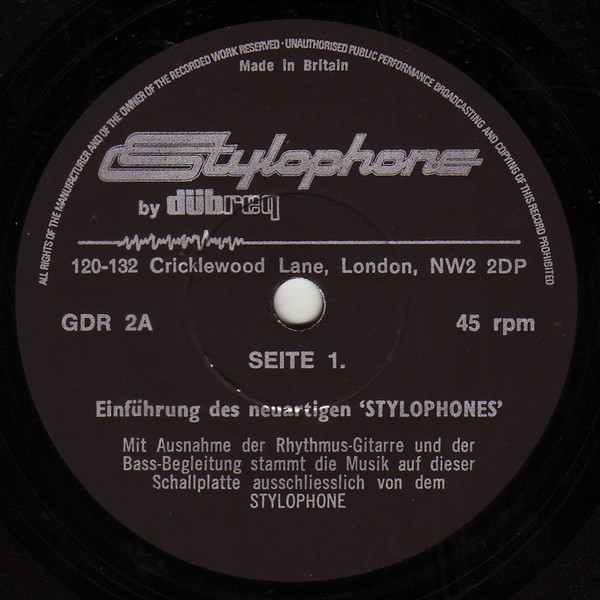 ALL RIGHTS OF THE MANUFACTURER AND OF THE OWNER OF THE RECORDED WORK RESERVED · UNAUTHORISED PUBLIC PERFORMANCE BROADCASTING AND COPYING OF THIS RECORD PROHIBITED
Made in Britain
Stylophone
by dübreq
120-132 Cricklewood Lane, London, NW2 2DP
GDR 2A 45 rpm
SEITE 1.
Einführung des neuartigen ‘STYLOPHONES’
Mit Ausnahme der Rhythmus-Gitarre und der
Bass-Begleitung stammt die Musik auf dieser
Schallplatte ausschliesslich von dem
STYLOPHONE